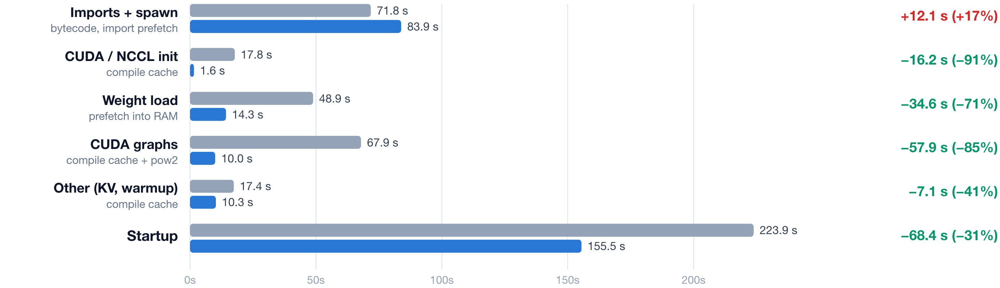 Imports + spawn
bytecode, import prefetch
71.8 s
83.9 s
+12.1 s (+17%)
CUDA / NCCL init
compile cache
17.8 s
1.6 s
−16.2 s (−91%)
Weight load
prefetch into RAM
48.9 s
14.3 s
−34.6 s (−71%)
CUDA graphs
compile cache + pow2
67.9 s
10.0 s
−57.9 s (−85%)
Other (KV, warmup)
compile cache
17.4 s
10.3 s
−7.1 s (−41%)
Startup
223.9 s
155.5 s
−68.4 s (−31%)
0s 50s 100s 150s 200s